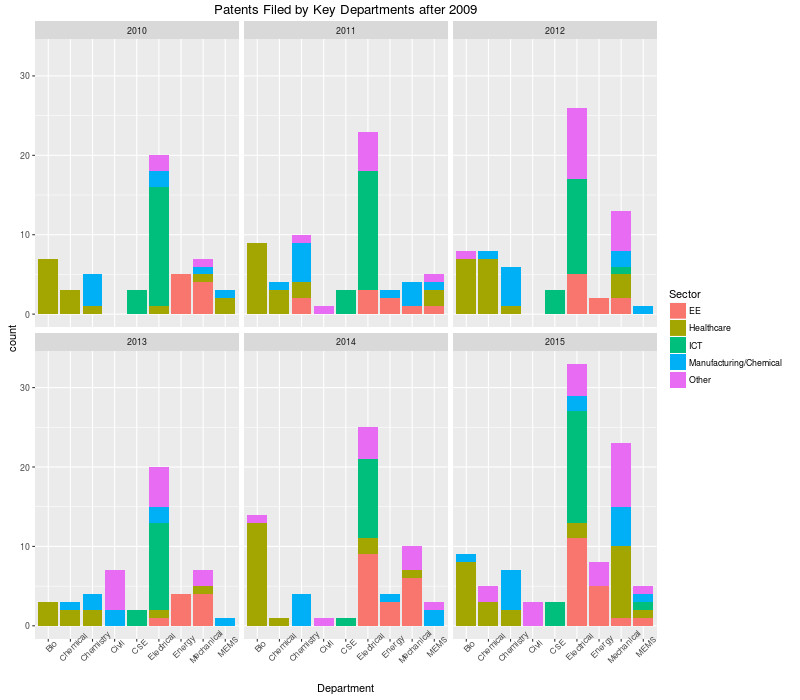 Patents Filed by Key Departments after 2009
2010
2011
2012
30
20
10
0
count
2013
2014
2015
30
20
10
0
Bio
Chemical
Chemistry
Civil
CSE
Electrical
Energy
Mechanical
MEMS
Bio
Chemical
Chemistry
Civil
CSE
Electrical
Energy
Mechanical
MEMS
Bio
Chemical
Chemistry
Civil
CSE
Electrical
Energy
Mechanical
MEMS
Department
Sector
EE
Healthcare
ICT
Manufacturing/Chemical
Other